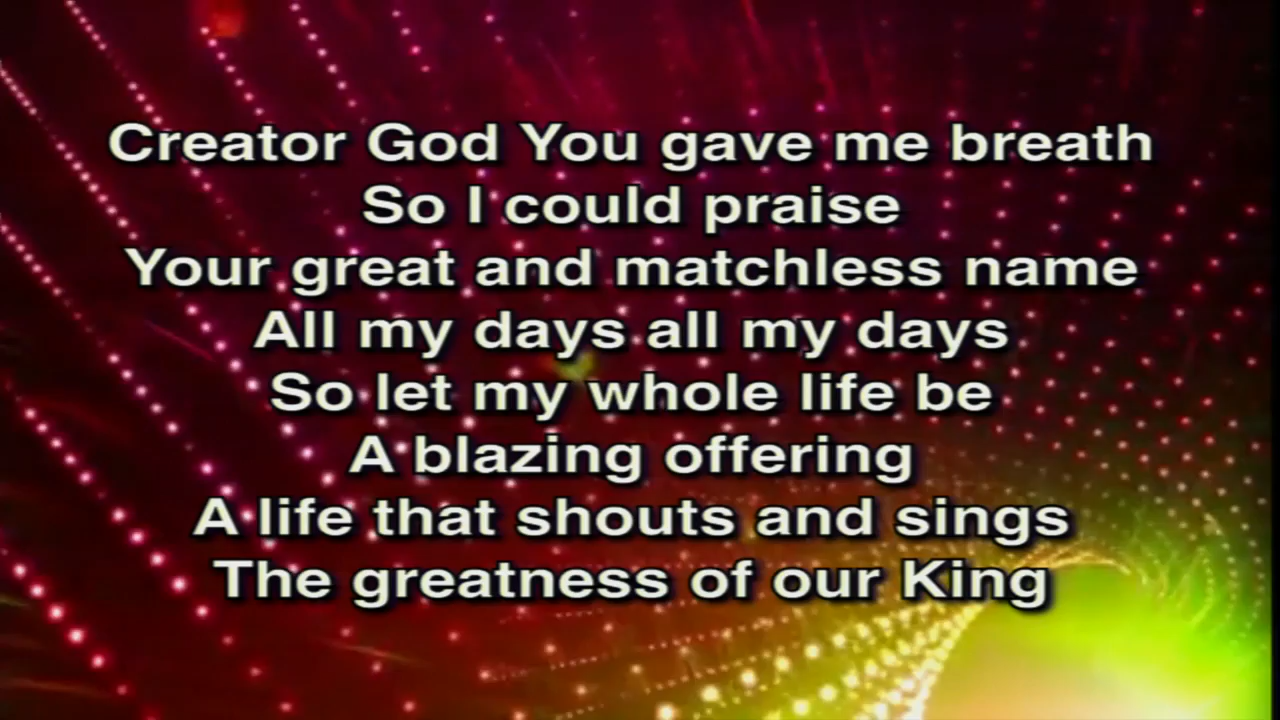 Creator God You gave me breath
So I could praise
Your great and matchless name
All my days all my days
So let my whole life be
A blazing offering
A life that shouts and sings
The greatness of our King